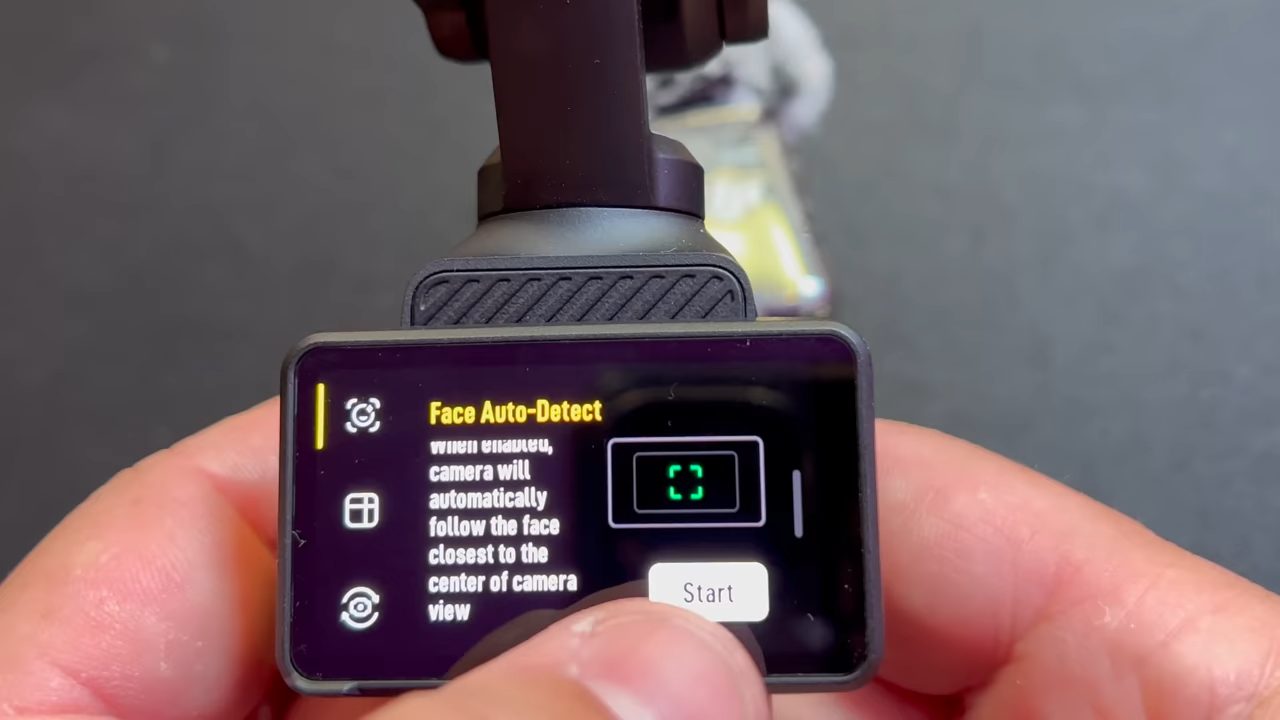 Face Auto-Detect
When enabled,
camera will
automatically
follow the face
closest to the
center of camera
view
Start